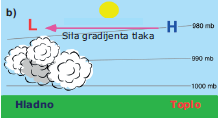 b)
L H 980 mb
Sila gradijenta tlaka
990 mb
1000 mb
Hladno Toplo